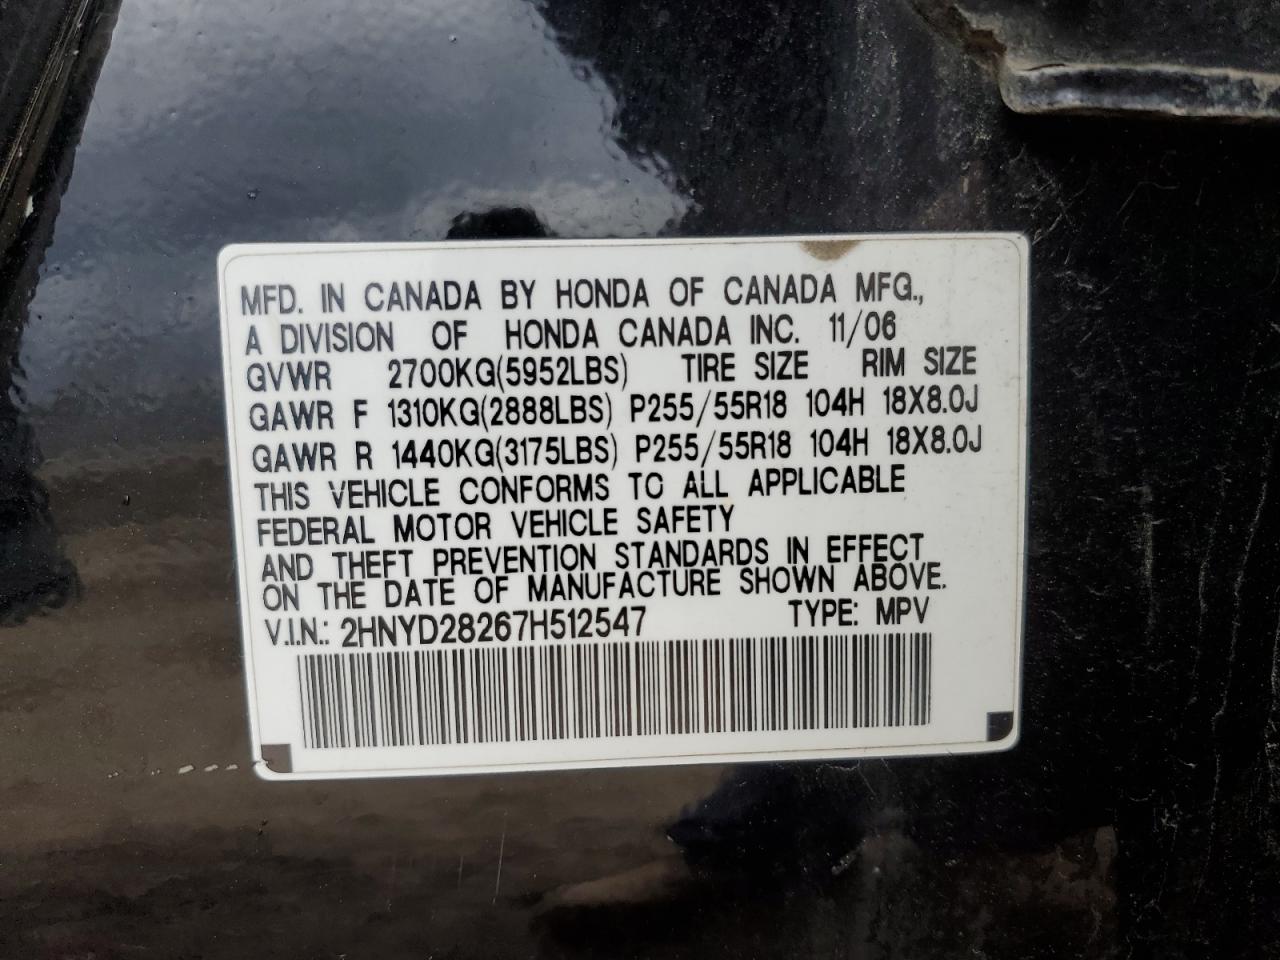 MFD. IN CANADA BY HONDA OF CANADA MFG.,
A DIVISION OF HONDA CANADA INC. 11/06
GVWR 2700KG(5952LBS) TIRE SIZE RIM SIZE
GAWR F 1310KG(2888LBS) P255/55R18 104H 18X8.0J
GAWR R 1440KG(3175LBS) P255/55R18 104H 18X8.0J
THIS VEHICLE CONFORMS TO ALL APPLICABLE
FEDERAL MOTOR VEHICLE SAFETY
AND THEFT PREVENTION STANDARDS IN EFFECT
ON THE DATE OF MANUFACTURE SHOWN ABOVE.
V.I.N.: 2HNYD28267H512547 TYPE: MPV